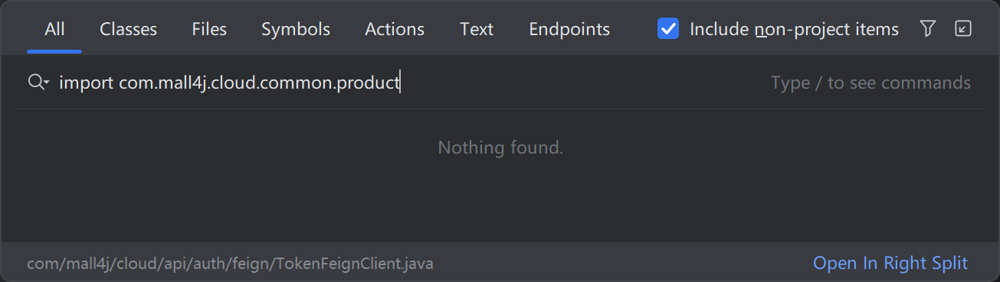 All Classes Files Symbols Actions Text Endpoints Include non-project items
import com.mall4j.cloud.common.product Type / to see commands
Nothing found.
com/mall4j/cloud/api/auth/feign/TokenFeignClient.java Open In Right Split